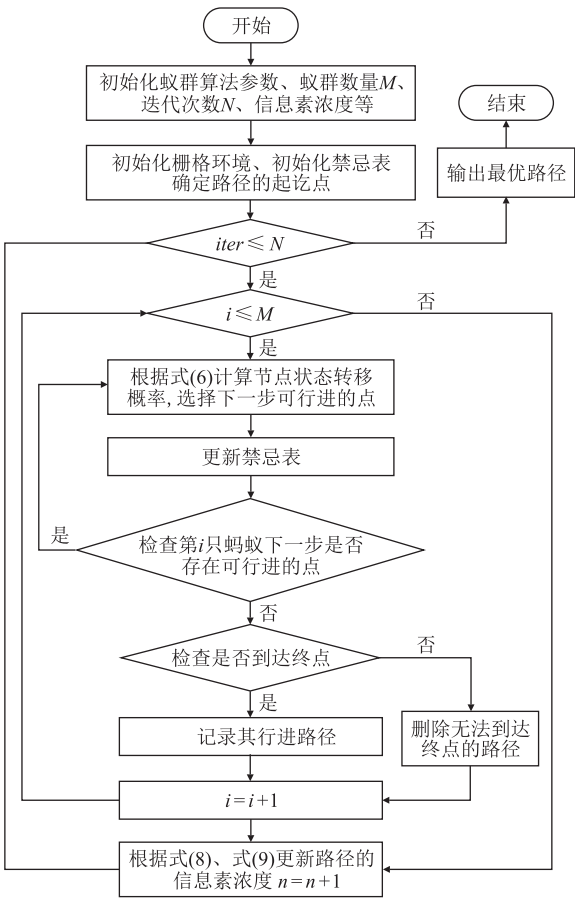 开始
初始化蚁群算法参数、蚁群数量M、
迭代次数N、信息素浓度等
结束
初始化栅格环境、初始化禁忌表
确定路径的起讫点
输出最优路径
iter≤N
否
是
i≤M
否
是
根据式(6)计算节点状态转移
概率,选择下一步可行进的点
更新禁忌表
是
检查第i只蚂蚁下一步是否
存在可行进的点
否
检查是否到达终点
否
是
记录其行进路径
删除无法到达
终点的路径
i=i+1
根据式(8)、式(9)更新路径的
信息素浓度 n=n+1